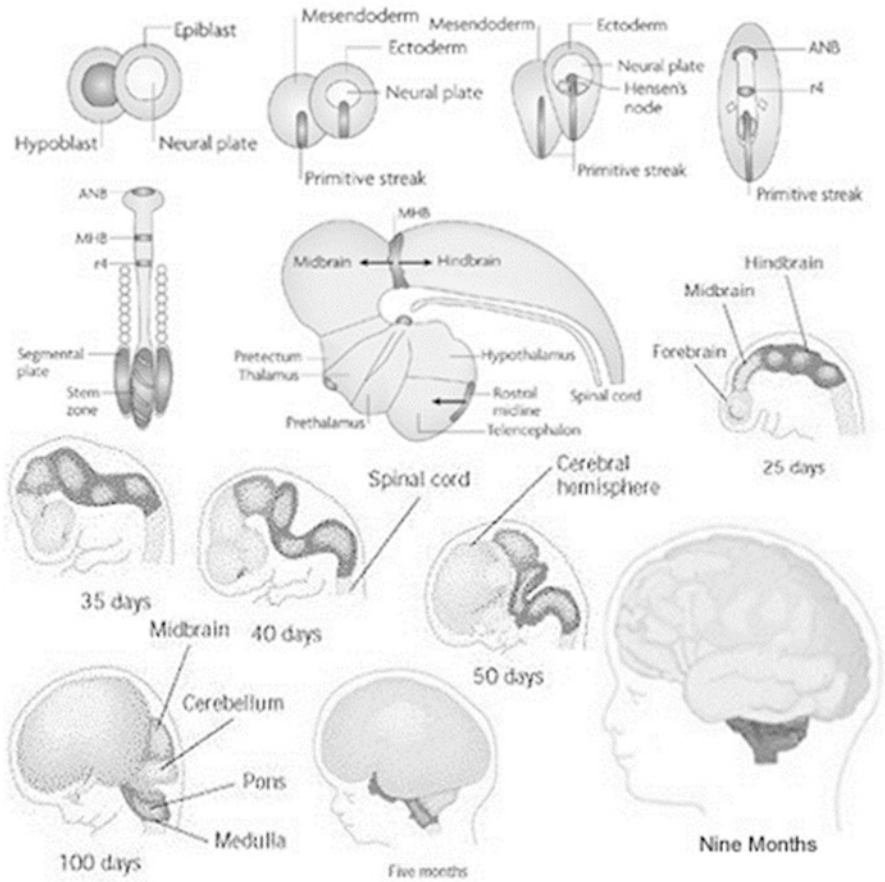 Epiblast
Hypoblast
Neural plate
Mesendoderm
Ectoderm
Neural plate
Primitive streak
Mesendoderm
Ectoderm
Neural plate
Hensen's
node
Primitive streak
ANB
r4
Primitive streak
ANB
MHB
r4
Segmental
plate
Stem
zone
MHB
Midbrain
Hindbrain
Pretectum
Thalamus
Prethalamus
Hypothalamus
Rostral
midline
Telencephalon
Spinal cord
Hindbrain
Midbrain
Forebrain
25 days
35 days
Spinal cord
40 days
Cerebral
hemisphere
50 days
Midbrain
Cerebellum
Pons
Medulla
100 days
Five months
Nine Months